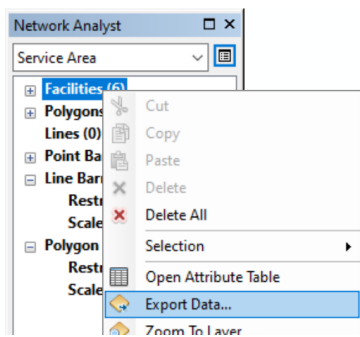 Network Analyst
Service Area
Facilities (6)
Polygons
Lines (0)
Point Ba
Line Barr
Restr
Scale
Polygon
Restr
Scale
Cut
Copy
Paste
Delete
Delete All
Selection
Open Attribute Table
Export Data...
Zoom To Layer